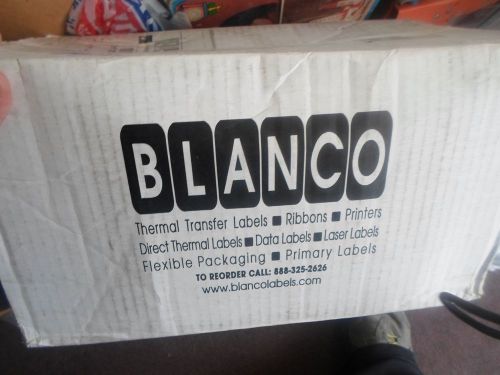 BLANCO
Thermal Transfer Labels ■ Ribbons ■ Printers
Direct Thermal Labels ■ Data Labels ■ Laser Labels
Flexible Packaging ■ Primary Labels
TO REORDER CALL: 888-325-2626
www.blancolabels.com